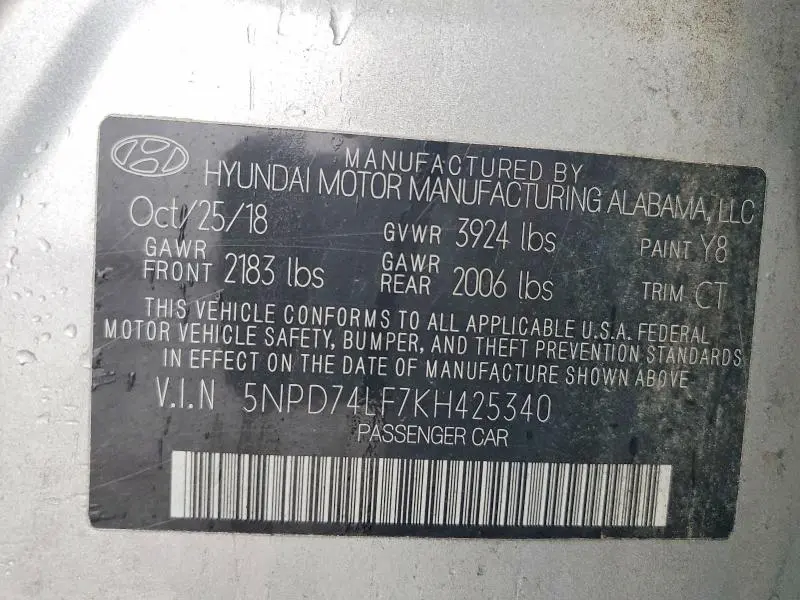 MANUFACTURED BY
HYUNDAI MOTOR MANUFACTURING ALABAMA, LLC
Oct/25/18 GVWR 3924 lbs PAINT Y8
GAWR FRONT 2183 lbs GAWR REAR 2006 lbs TRIM CT
THIS VEHICLE CONFORMS TO ALL APPLICABLE U.S.A. FEDERAL
MOTOR VEHICLE SAFETY, BUMPER, AND THEFT PREVENTION STANDARDS
IN EFFECT ON THE DATE OF MANUFACTURE SHOWN ABOVE.
V.I.N 5NPD74LF7KH425340
PASSENGER CAR